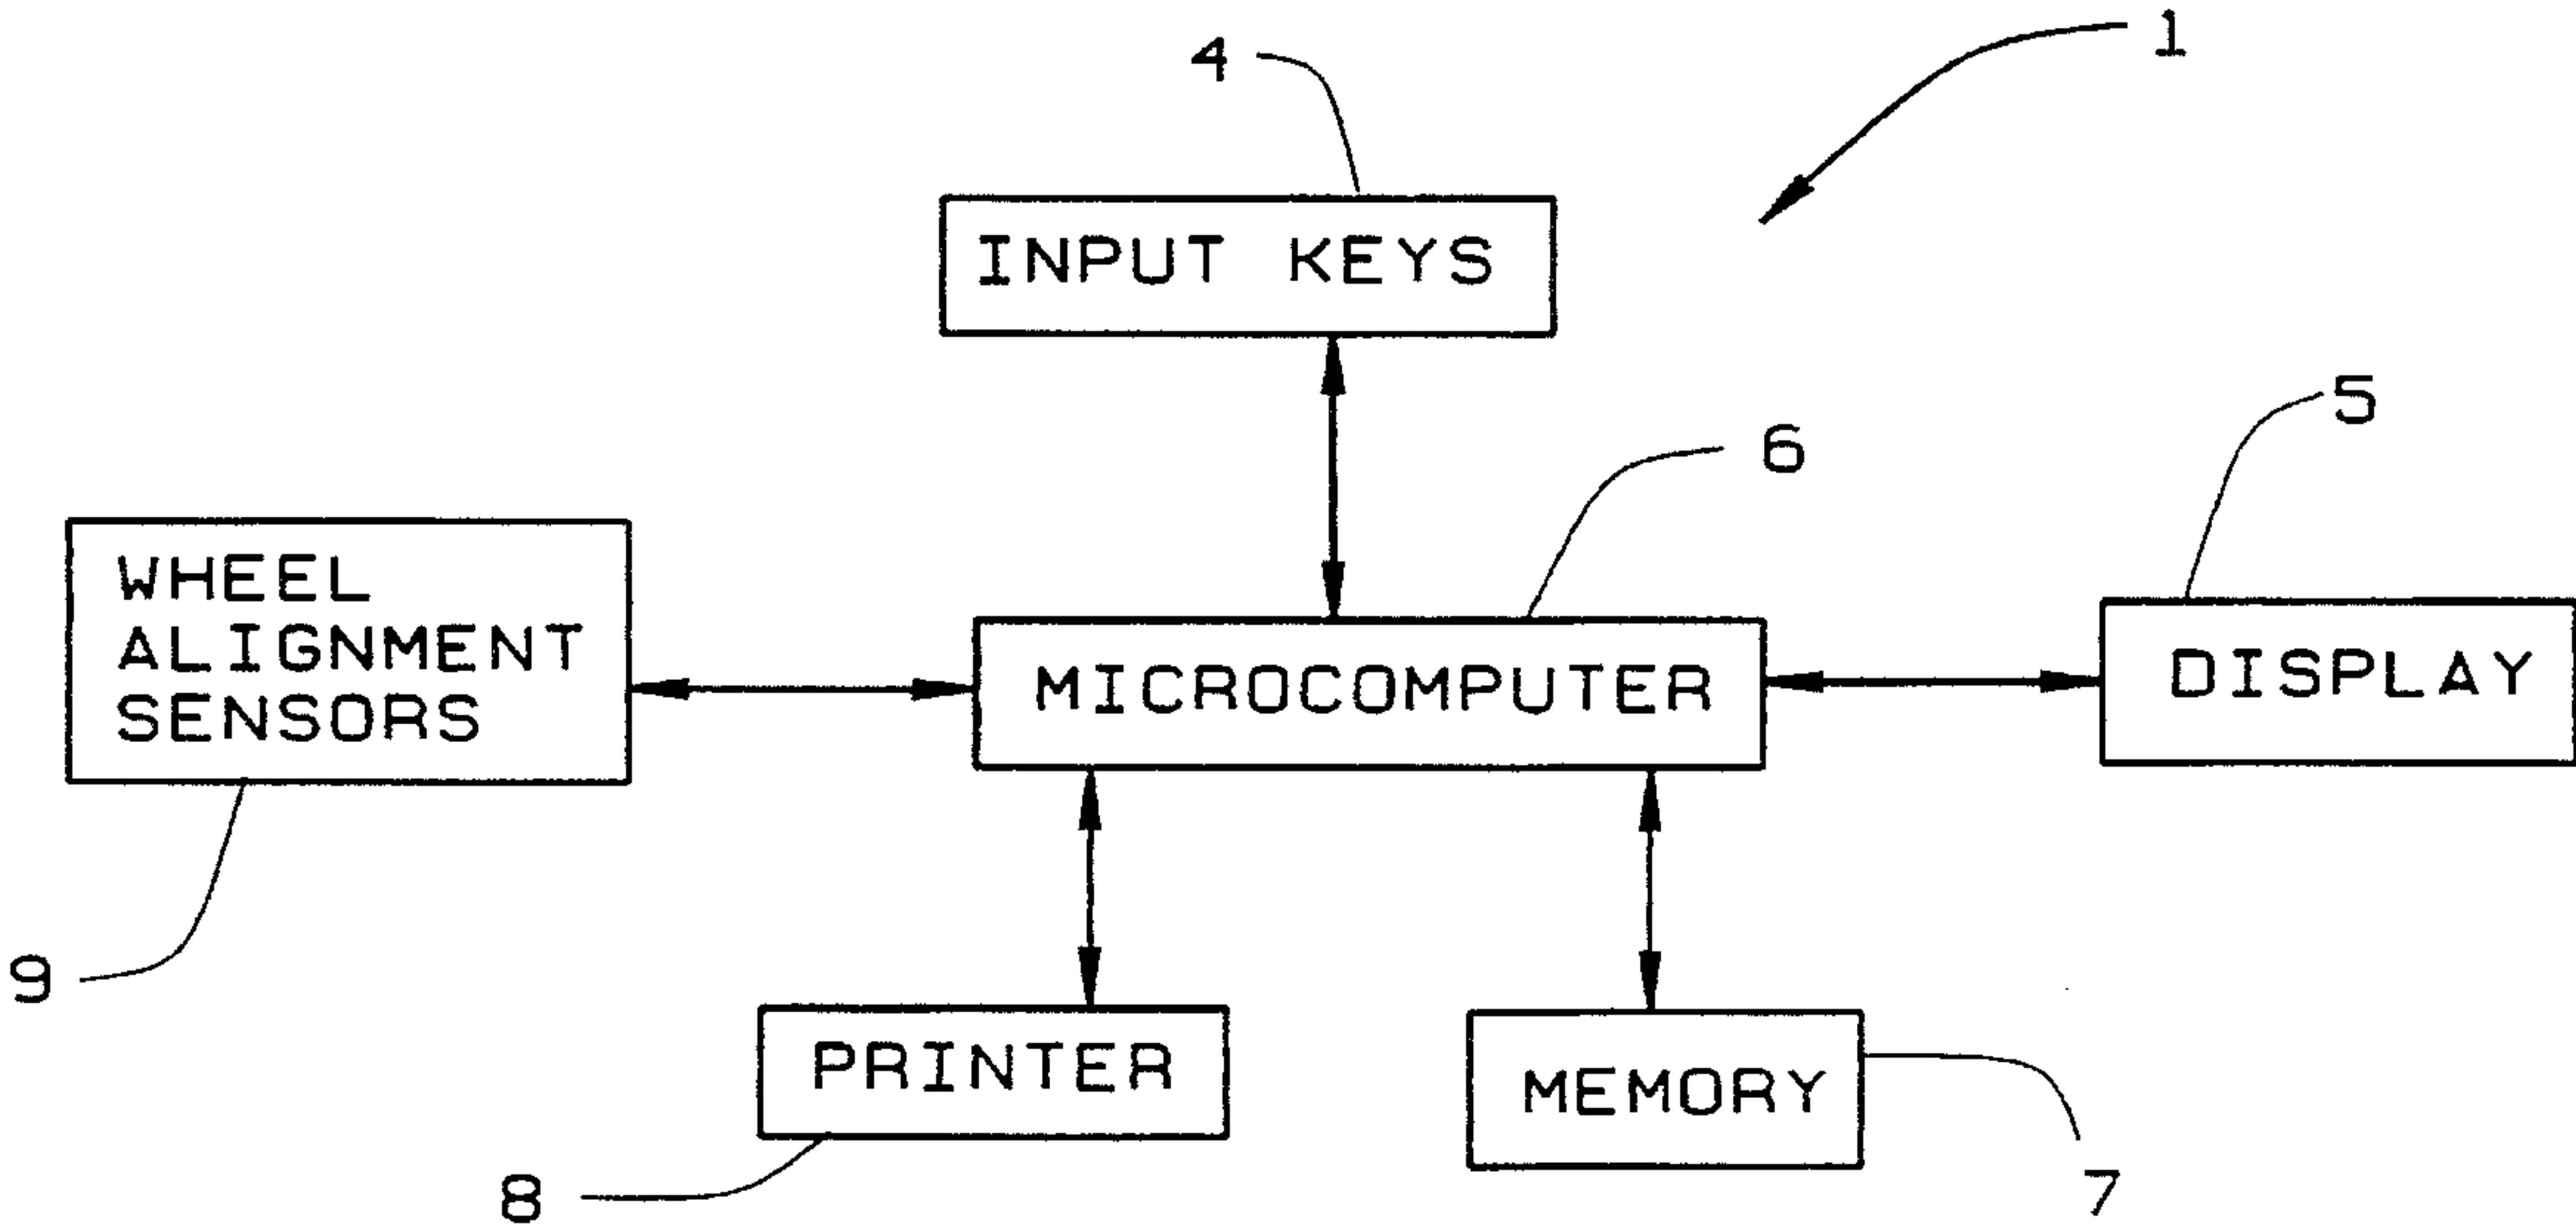 1
4
INPUT KEYS
5
6
WHEEL
ALIGNMENT
SENSORS
MICROCOMPUTER
DISPLAY
9
PRINTER
MEMORY
8
7